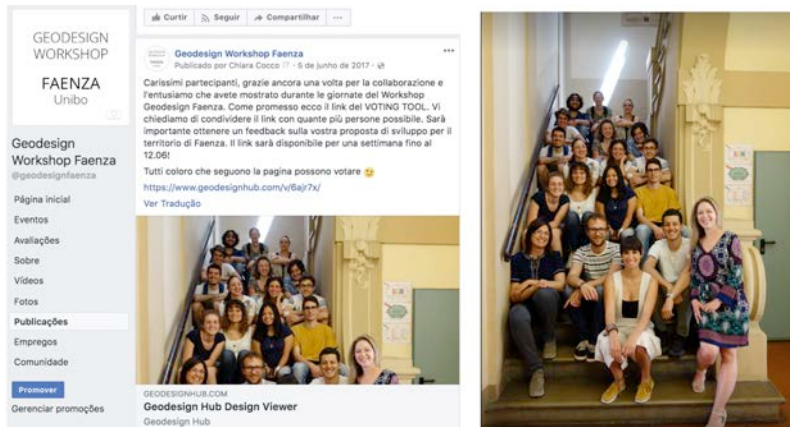 GEODESIGN
WORKSHOP
FAENZA
Unibo
Geodesign
Workshop Faenza
@geodesignfaenza
Página inicial
Eventos
Avaliações
Sobre
Vídeos
Fotos
Publicações
Empregos
Comunidade
Promover
Gerenciar promoções
Curtir Seguir Compartilhar ...
Geodesign Workshop Faenza ...
Publicado por Chiara Cocco · 5 de junho de 2017 ·
Carissimi partecipanti, grazie ancora una volta per la collaborazione e
l'entusiamo che avete mostrato durante le giornate del Workshop
Geodesign Faenza. Come promesso ecco il link del VOTING TOOL. Vi
chiediamo di condividere il link con quante più persone possibile. Sarà
importante ottenere un feedback sulla vostra proposta di sviluppo per il
territorio di Faenza. Il link sarà disponibile per una settimana fino al
12.06!
Tutti coloro che seguono la pagina possono votare
https://www.geodesignhub.com/v/6ajr7x/
Ver Tradução
GEODESIGNHUB.COM
Geodesign Hub Design Viewer
Geodesign Hub